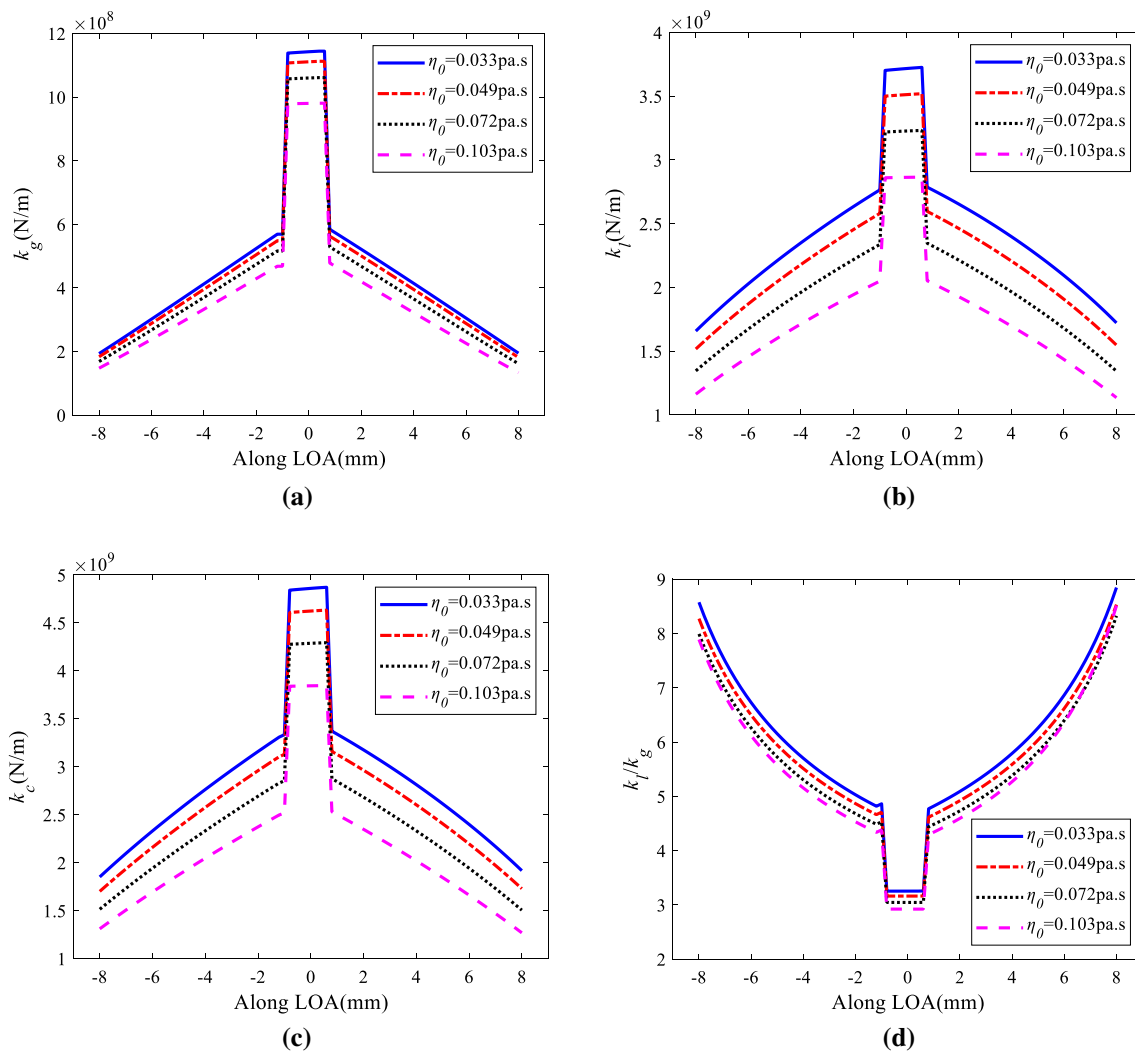 ×10⁸
12
10
8
6
4
2
0
k_g(N/m)
-8 -6 -4 -2 0 2 4 6 8
Along LOA(mm)
η₀=0.033pa.s
η₀=0.049pa.s
η₀=0.072pa.s
η₀=0.103pa.s
(a)
×10⁹
4
3.5
3
2.5
2
1.5
1
k_l(N/m)
-8 -6 -4 -2 0 2 4 6 8
Along LOA(mm)
η₀=0.033pa.s
η₀=0.049pa.s
η₀=0.072pa.s
η₀=0.103pa.s
(b)
×10⁹
5
4.5
4
3.5
3
2.5
2
1.5
1
k_c(N/m)
-8 -6 -4 -2 0 2 4 6 8
Along LOA(mm)
η₀=0.033pa.s
η₀=0.049pa.s
η₀=0.072pa.s
η₀=0.103pa.s
(c)
9
8
7
6
5
4
3
2
k_l/k_g
-8 -6 -4 -2 0 2 4 6 8
Along LOA(mm)
η₀=0.033pa.s
η₀=0.049pa.s
η₀=0.072pa.s
η₀=0.103pa.s
(d)